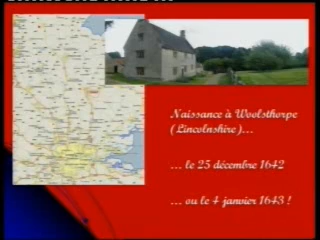 Naissance à Woolsthorpe
(Lincolnshire)...
... le 25 décembre 1642
... ou le 4 janvier 1643 !